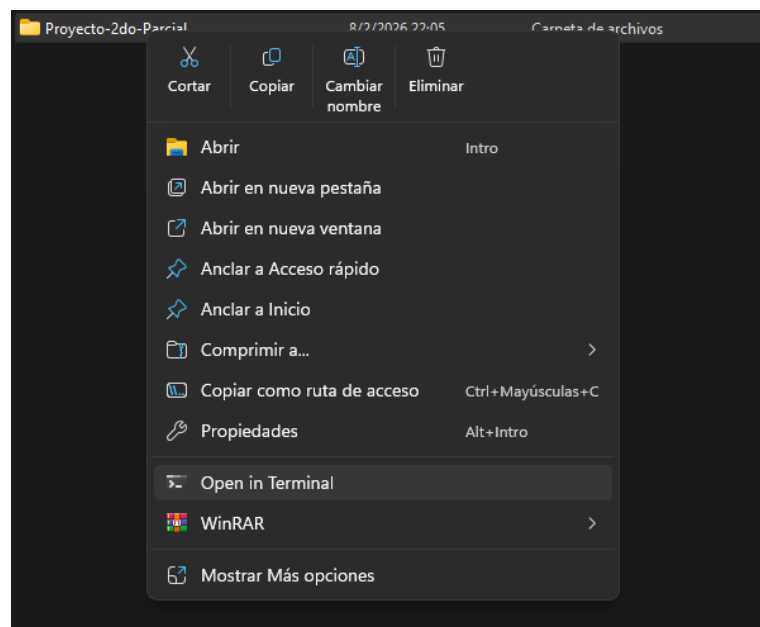 Proyecto-2do-Parcial 8/2/2026 22:05 Carpeta de archivos
Cortar Copiar Cambiar nombre Eliminar
Abrir Intro
Abrir en nueva pestaña
Abrir en nueva ventana
Anclar a Acceso rápido
Anclar a Inicio
Comprimir a...
Copiar como ruta de acceso Ctrl+Mayúsculas+C
Propiedades Alt+Intro
Open in Terminal
WinRAR
Mostrar Más opciones